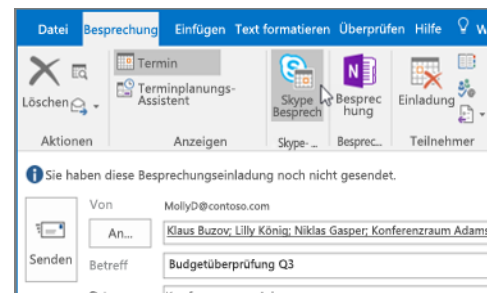 Datei Besprechung Einfügen Text formatieren Überprüfen Hilfe
Löschen
Termin
Terminplanungs-
Assistent
Skype
Besprech
Besprec
hung
Einladung
Aktionen Anzeigen Skype- ... Besprec... Teilnehmer
Sie haben diese Besprechungseinladung noch nicht gesendet.
Senden
Von MollyD@contoso.com
An... Klaus Buzov; Lilly König; Niklas Gasper; Konferenzraum Adams
Betreff Budgetüberprüfung Q3